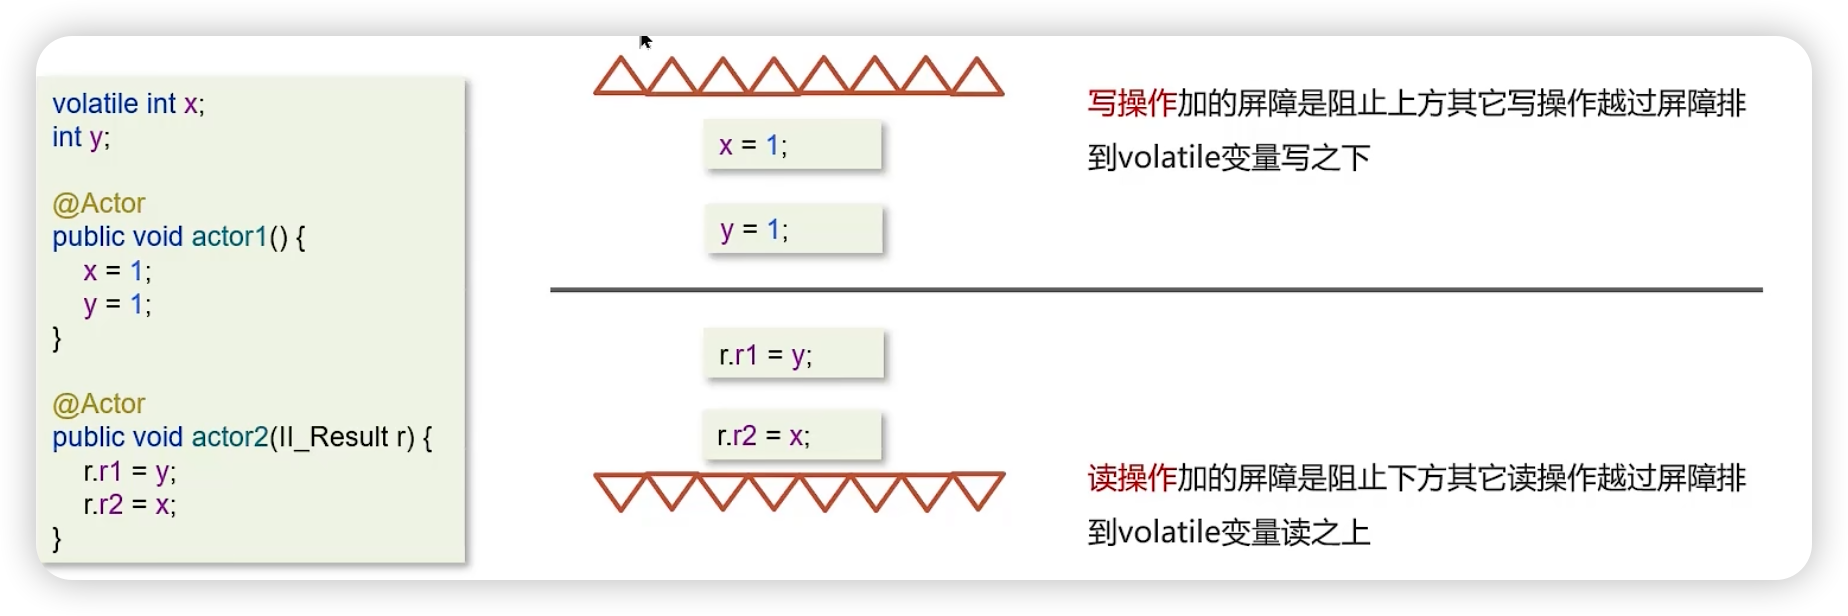 volatile int x;
int y;
@Actor
public void actor1() {
x = 1;
y = 1;
}
@Actor
public void actor2(II_Result r) {
r.r1 = y;
r.r2 = x;
}
x = 1;
y = 1;
r.r1 = y;
r.r2 = x;
写操作加的屏障是阻止上方其它写操作越过屏障排
到volatile变量写之下
读操作加的屏障是阻止下方其它读操作越过屏障排
到volatile变量读之上